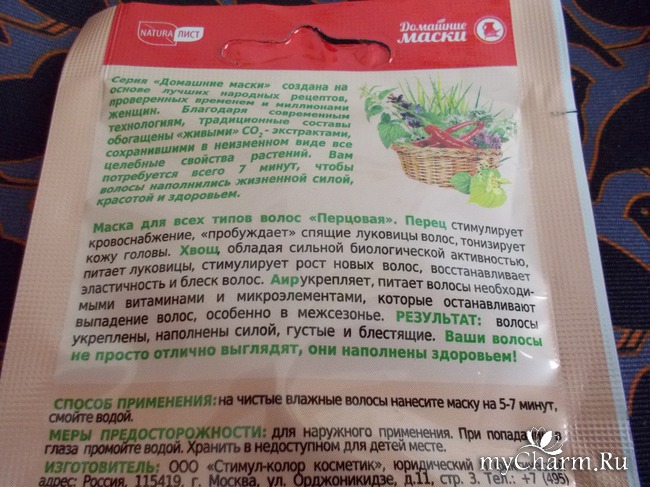 NATURA ЛИСТ
Домашние
маски
Серия «Домашние маски» создана на
основе лучших народных рецептов,
проверенных временем и миллионами
женщин. Благодаря современным
технологиям, традиционные составы
обогащены «живыми» CO2 - экстрактами,
сохранившими в неизменном виде все
целебные свойства растений. Вам
потребуется всего 7 минут, чтобы
волосы наполнились жизненной силой,
красотой и здоровьем.
Маска для всех типов волос «Перцовая». Перец стимулирует
кровоснабжение, «пробуждает» спящие луковицы волос, тонизирует
кожу головы. Хвощ, обладая сильной биологической активностью,
питает луковицы, стимулирует рост новых волос, восстанавливает
эластичность и блеск волос. Аир укрепляет, питает волосы необходи-
мыми витаминами и микроэлементами, которые останавливают
выпадение волос, особенно в межсезонье. РЕЗУЛЬТАТ: волосы
укреплены, наполнены силой, густые и блестящие. Ваши волосы
не просто отлично выглядят, они наполнены здоровьем!
СПОСОБ ПРИМЕНЕНИЯ: на чистые влажные волосы нанесите маску на 5-7 минут,
смойте водой.
МЕРЫ ПРЕДОСТОРОЖНОСТИ: для наружного применения. При попадании в
глаза промойте водой. Хранить в недоступном для детей месте.
ИЗГОТОВИТЕЛЬ: ООО «Стимул-колор косметик», юридический
адрес: Россия, 115419, г. Москва, ул. Орджоникидзе, д.11, стр. 3. Тел.: +7 (495)
myCharm.Ru